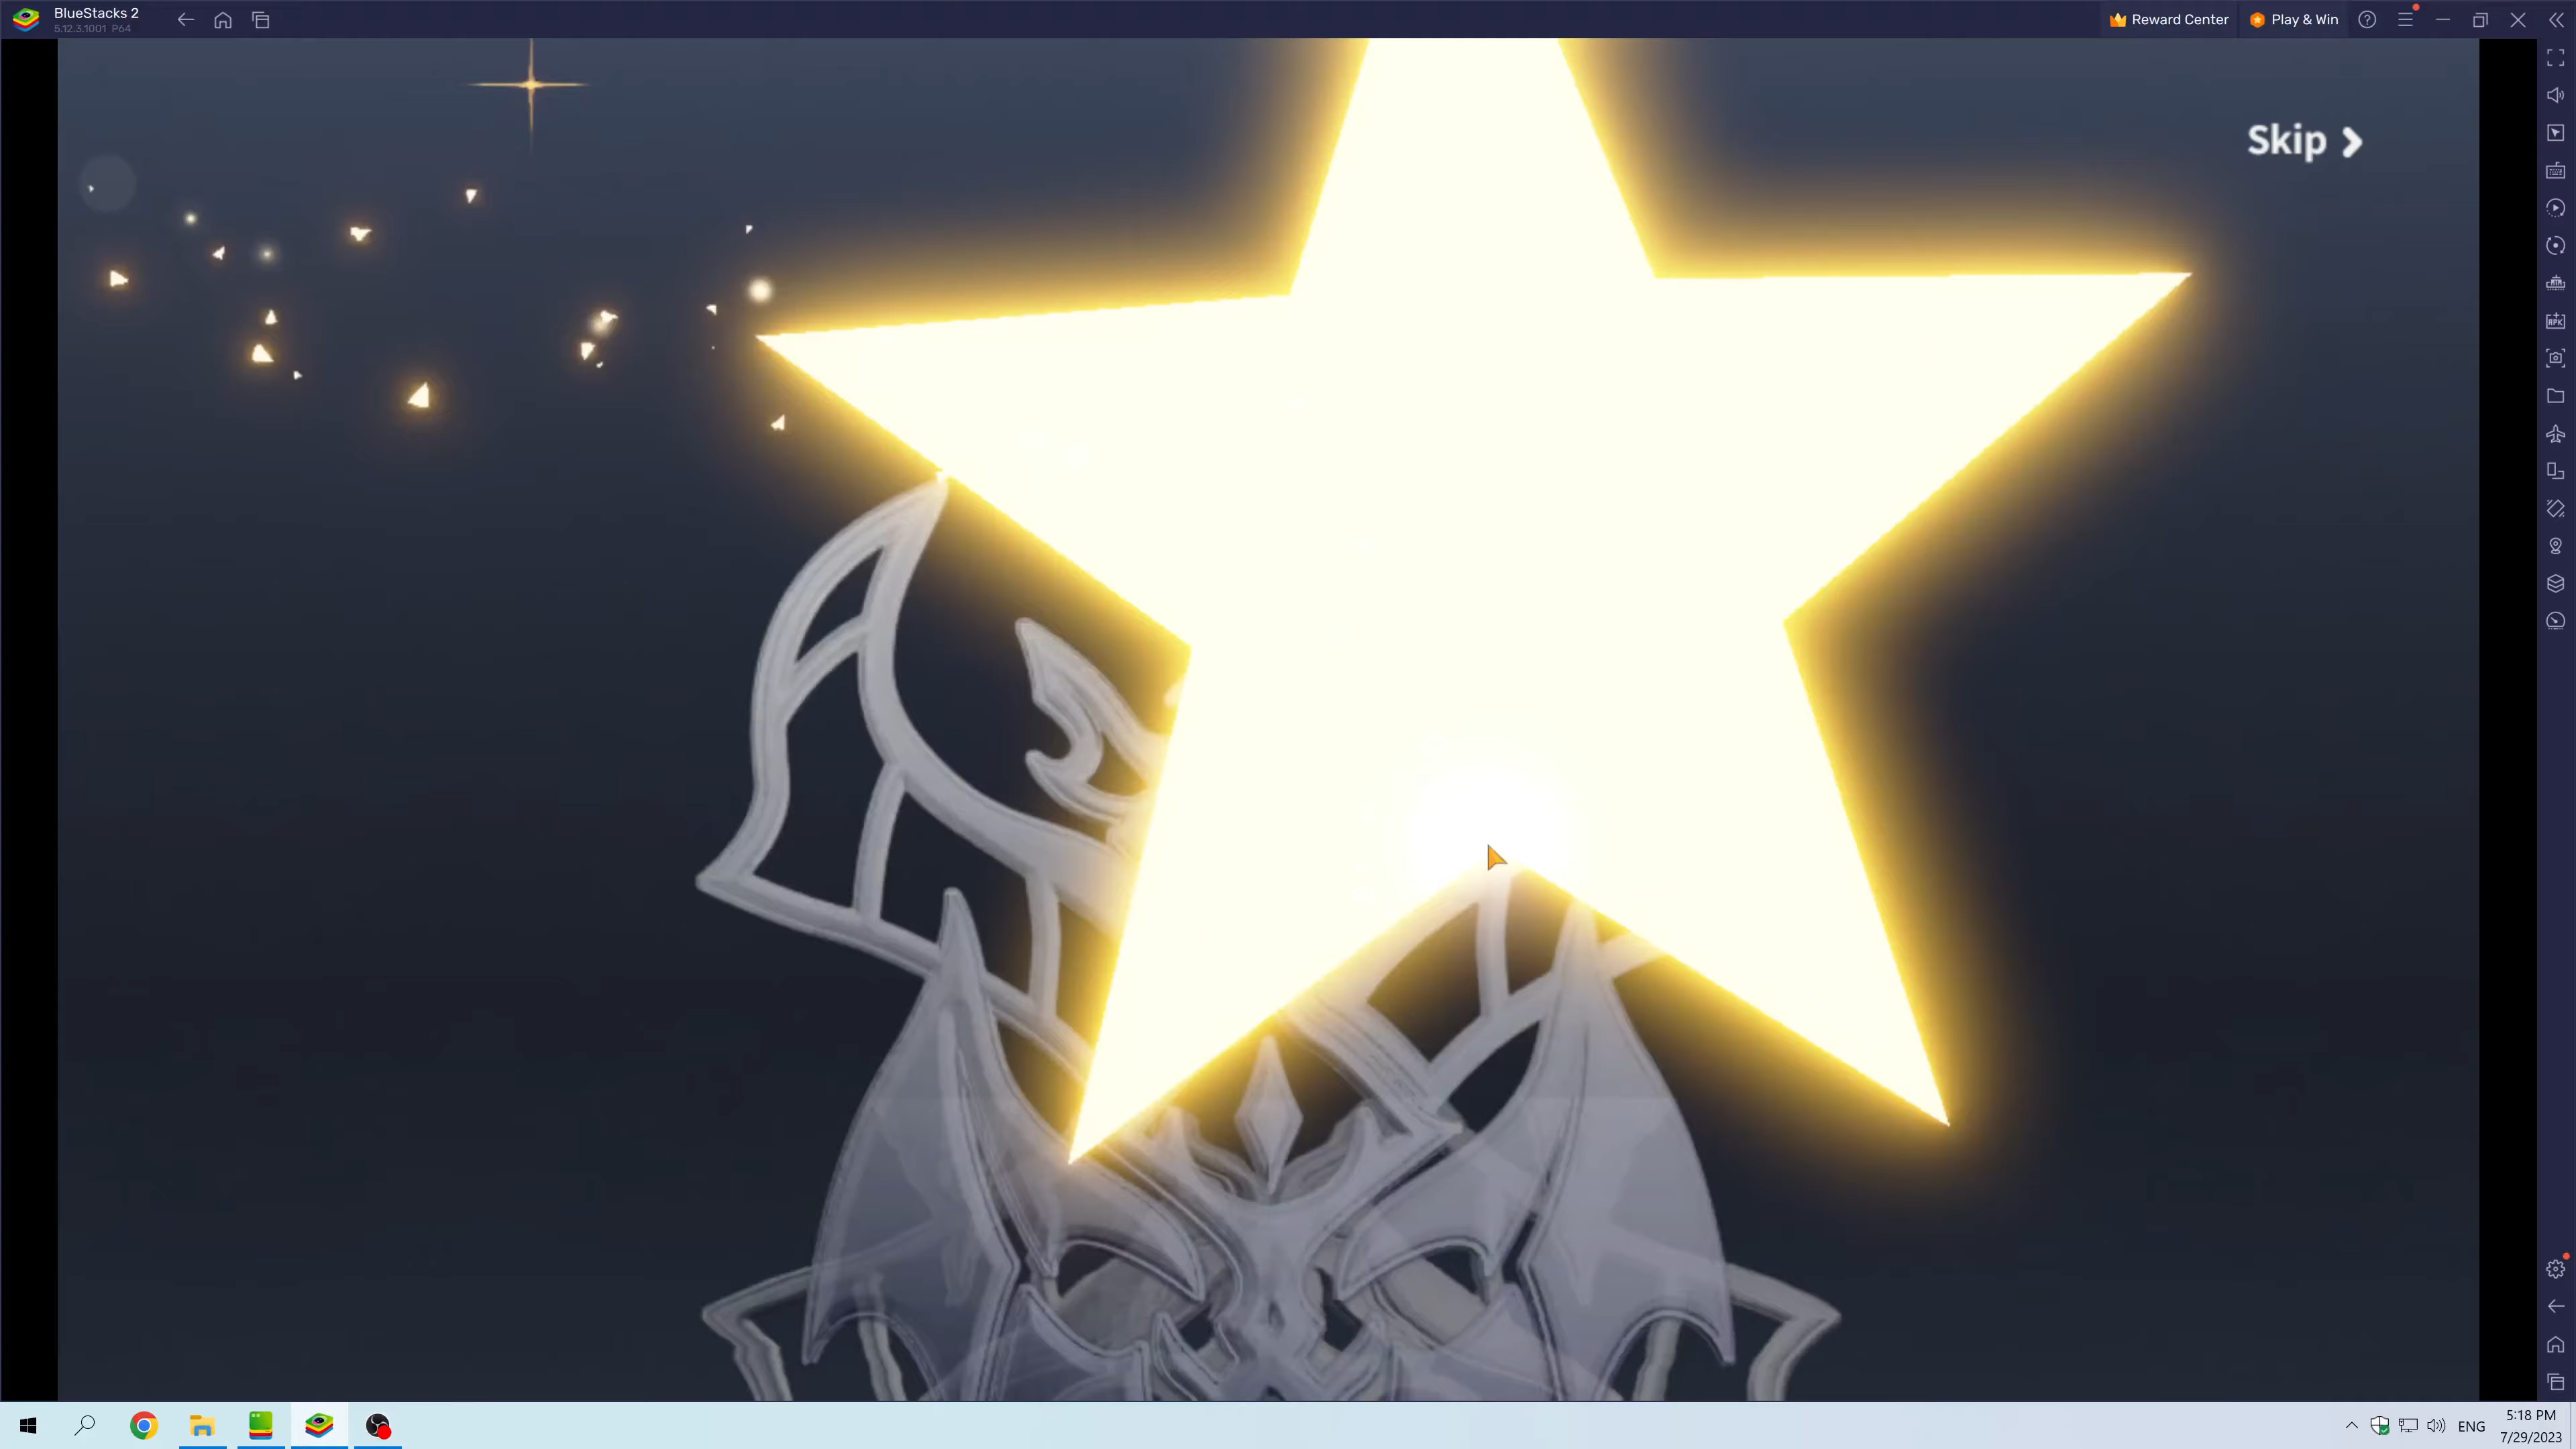 BlueStacks 2
5.12.3.1001 P64
Reward Center
Play & Win
Skip
ENG
5:18 PM
7/29/2023